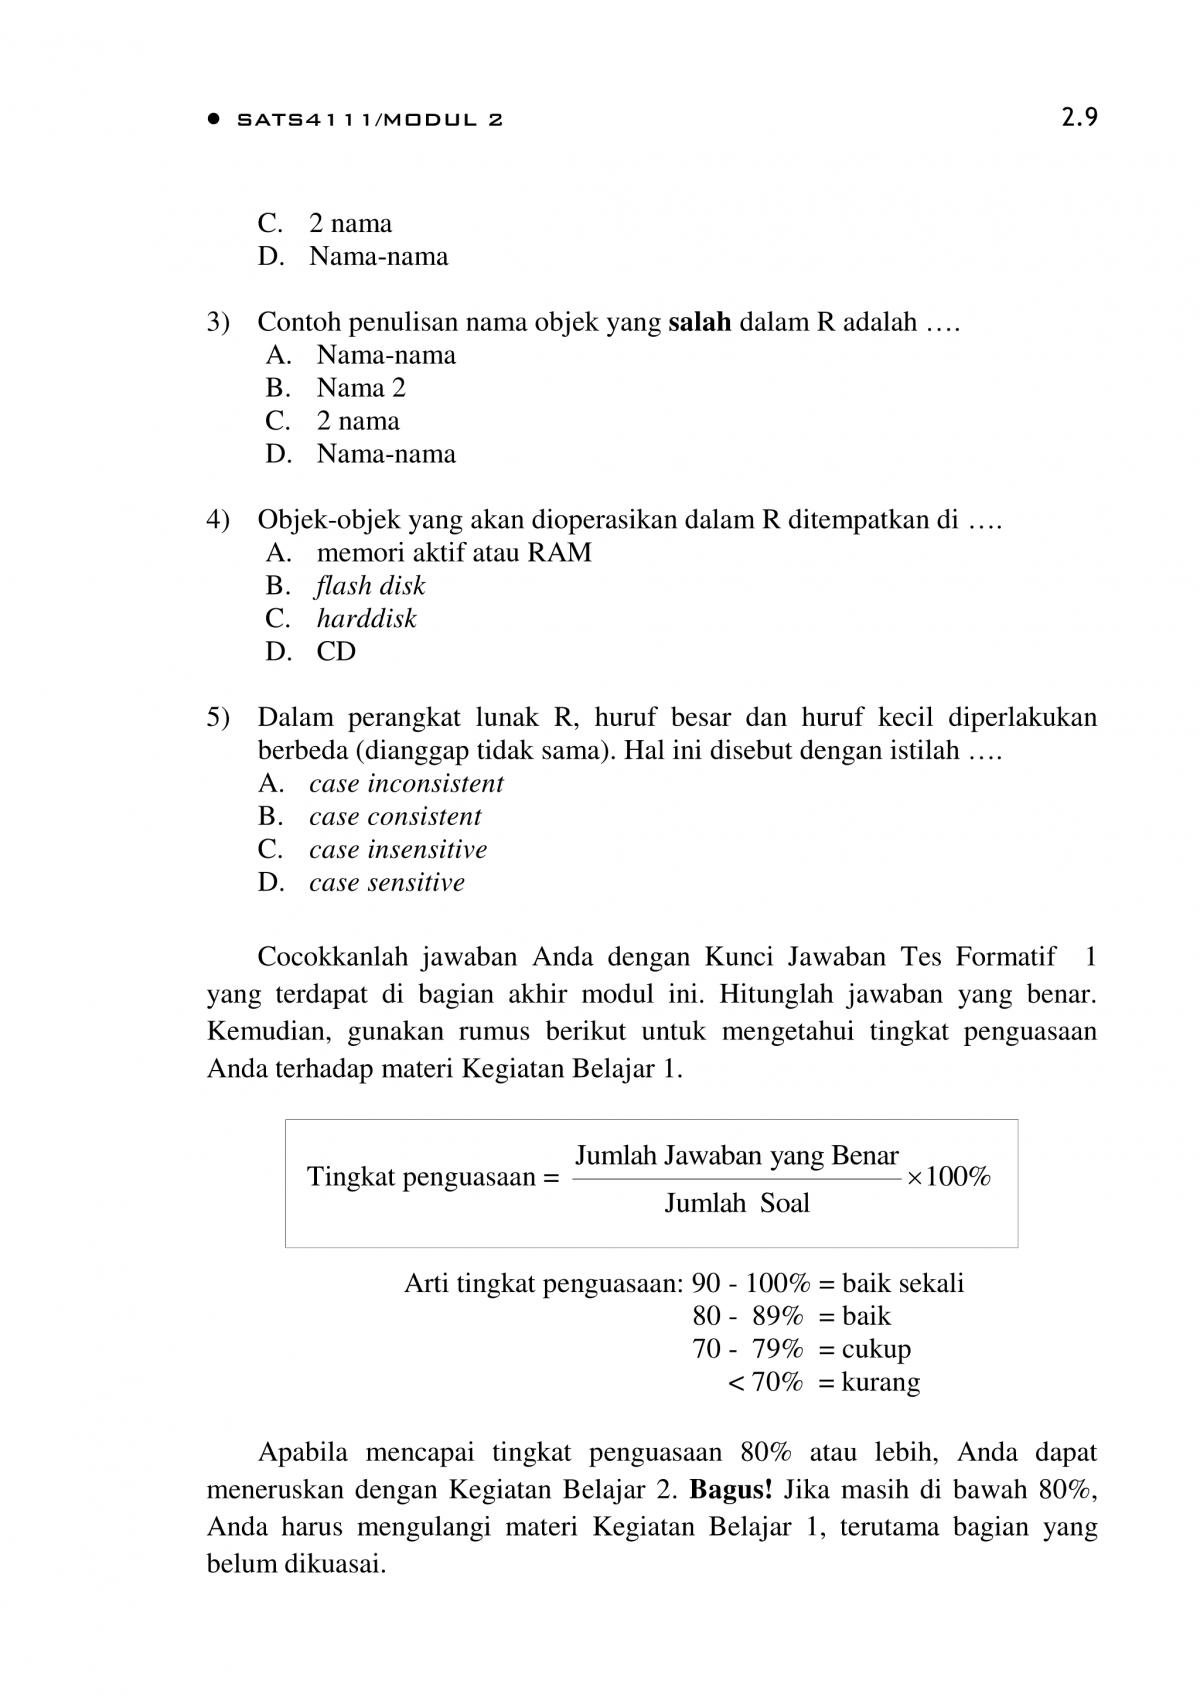 ● SATS4111/MODUL 2 2.9
C. 2 nama
D. Nama-nama
3) Contoh penulisan nama objek yang salah dalam R adalah ….
A. Nama-nama
B. Nama 2
C. 2 nama
D. Nama-nama
4) Objek-objek yang akan dioperasikan dalam R ditempatkan di ….
A. memori aktif atau RAM
B. flash disk
C. harddisk
D. CD
5) Dalam perangkat lunak R, huruf besar dan huruf kecil diperlakukan
berbeda (dianggap tidak sama). Hal ini disebut dengan istilah ….
A. case inconsistent
B. case consistent
C. case insensitive
D. case sensitive
Cocokkanlah jawaban Anda dengan Kunci Jawaban Tes Formatif 1
yang terdapat di bagian akhir modul ini. Hitunglah jawaban yang benar.
Kemudian, gunakan rumus berikut untuk mengetahui tingkat penguasaan
Anda terhadap materi Kegiatan Belajar 1.
Jumlah Jawaban yang Benar
Tingkat penguasaan = ×100%
Jumlah Soal
Arti tingkat penguasaan: 90 - 100% = baik sekali
80 - 89% = baik
70 - 79% = cukup
< 70% = kurang
Apabila mencapai tingkat penguasaan 80% atau lebih, Anda dapat
meneruskan dengan Kegiatan Belajar 2. Bagus! Jika masih di bawah 80%,
Anda harus mengulangi materi Kegiatan Belajar 1, terutama bagian yang
belum dikuasai.